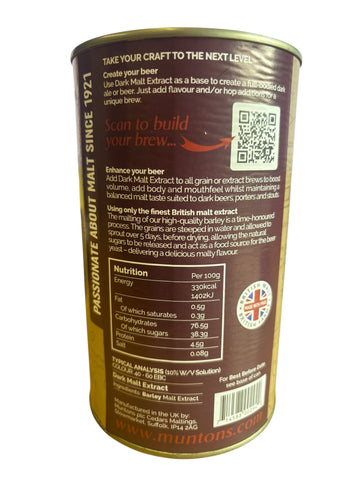 TAKE YOUR CRAFT TO THE NEXT LEVEL
Create your beer
Use Dark Malt Extract as a base to create a full-bodied dark
ale or beer. Just add flavour and/or hop additions for a
unique brew.
Scan to build
your brew...
Enhance your beer
Add Dark Malt Extract to all grain or extract brews to boost
volume, add body and mouthfeel whilst maintaining a
balanced malt taste suited to dark beers, porters and stouts.
Using only the finest British malt extract
The malting of our high-quality barley is a time-honoured
process. The grains are steeped in water and allowed to
sprout over 5 days, before drying, allowing the natural
sugars to be released and act as a food source for the beer
yeast – delivering a delicious malty flavour.
PASSIONATE ABOUT MALT SINCE 1921
Nutrition Per 100g
Energy 330kcal
1402kJ
Fat 0.5g
Of which saturates 0.3g
Carbohydrates 76.5g
Of which sugars 38.3g
Protein 4.5g
Salt 0.08g
TYPICAL ANALYSIS (10% W/V Solution)
COLOUR 40 - 60 EBC
Dark Malt Extract
Ingredients: Barley Malt Extract
For Best Before Date
see base of can.
Manufactured in the UK by:
Muntons plc Cedars Maltings,
Stowmarket, Suffolk, IP14 2AG
www.muntons.com